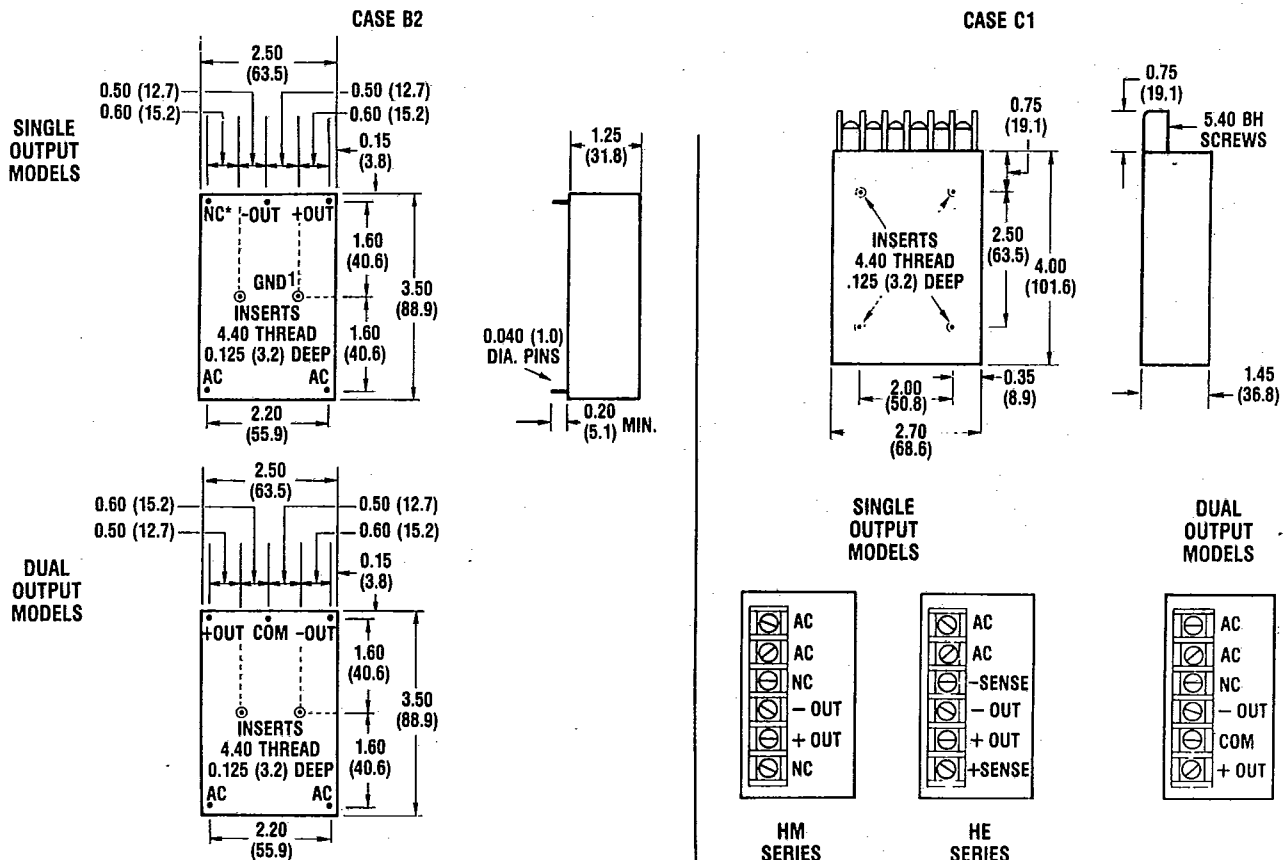 CASE B2
2.50
(63.5)
0.50 (12.7)
0.50 (12.7)
0.60 (15.2)
0.60 (15.2)
0.15
(3.8)
SINGLE
OUTPUT
MODELS
NC* -OUT +OUT
1.60
(40.6)
GND1
INSERTS
4.40 THREAD
0.125 (3.2) DEEP
1.60
(40.6)
3.50
(88.9)
AC
AC
2.20
(55.9)
1.25
(31.8)
0.040 (1.0)
DIA. PINS
0.20
(5.1) MIN.
2.50
(63.5)
0.60 (15.2)
0.50 (12.7)
0.50 (12.7)
0.60 (15.2)
0.15
(3.8)
DUAL
OUTPUT
MODELS
+OUT COM -OUT
1.60
(40.6)
INSERTS
4.40 THREAD
0.125 (3.2) DEEP
1.60
(40.6)
3.50
(88.9)
AC
AC
2.20
(55.9)
CASE C1
0.75
(19.1)
0.75
(19.1)
5.40 BH
SCREWS
INSERTS
4.40 THREAD
.125 (3.2) DEEP
2.50
(63.5)
4.00
(101.6)
2.00
(50.8)
0.35
(8.9)
2.70
(68.6)
1.45
(36.8)
SINGLE
OUTPUT
MODELS
DUAL
OUTPUT
MODELS
AC
AC
NC
- OUT
+ OUT
NC
HM
SERIES
AC
AC
-SENSE
- OUT
+ OUT
+SENSE
HE
SERIES
AC
AC
NC
- OUT
COM
+ OUT